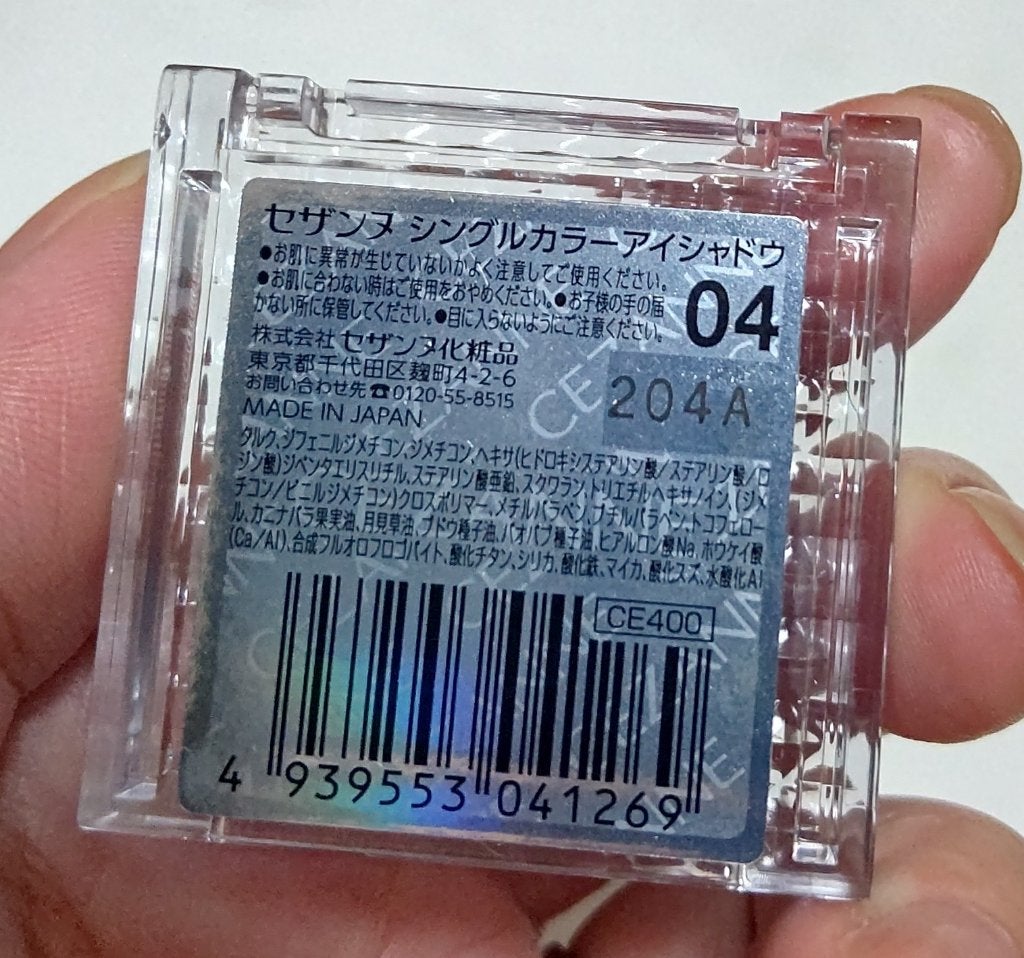 セザンヌ シングルカラーアイシャドウ
●お肌に異常が生じていないかよく注意してご使用ください。
●お肌に合わない時はご使用をおやめください。●お子様の手の届
かない所に保管してください。●目に入らないようにご注意ください。
04
株式会社 セザンヌ化粧品
東京都千代田区麹町4-2-6
お問い合わせ先 ☎0120-55-8515
MADE IN JAPAN
204A
タルク、ジフェニルジメチコン、ジメチコン、ヘキサ(ヒドロキシステアリン酸/ステアリン酸/ロ
ジン酸)ジペンタエリスリチル、ステアリン酸亜鉛、スクワラン、トリエチルヘキサノイン、(ジメ
チコン/ビニルジメチコン)クロスポリマー、メチルパラベン、ブチルパラベン、トコフェロー
ル、カニナバラ果実油、月見草油、ブドウ種子油、バオバブ種子油、ヒアルロン酸Na、ホウケイ酸
(Ca/Al)、合成フルオロフロゴパイト、酸化チタン、シリカ、酸化鉄、マイカ、酸化スズ、水酸化Al
CE400
4 939553 041269